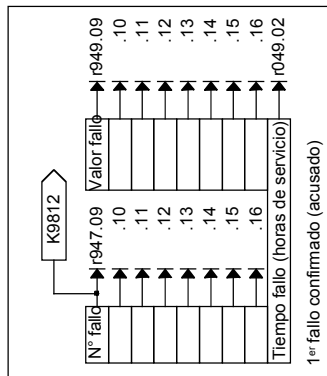 K9812
N° fallo
r947.09
.10
.11
.12
.13
.14
.15
.16
Valor fallo
r949.09
.10
.11
.12
.13
.14
.15
.16
Tiempo fallo (horas de servicio)
r049.02
1er fallo confirmado (acusado)